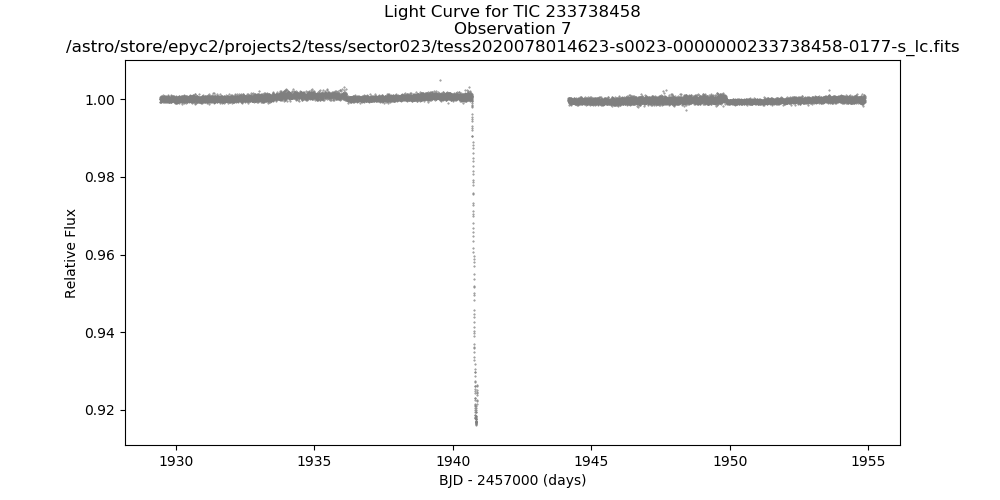 Light Curve for TIC 233738458
Observation 7
/astro/store/epyc2/projects2/tess/sector023/tess2020078014623-s0023-0000000233738458-0177-s_lc.fits
1.00
0.98
0.96
0.94
0.92
Relative Flux
1930
1935
1940
1945
1950
1955
BJD - 2457000 (days)